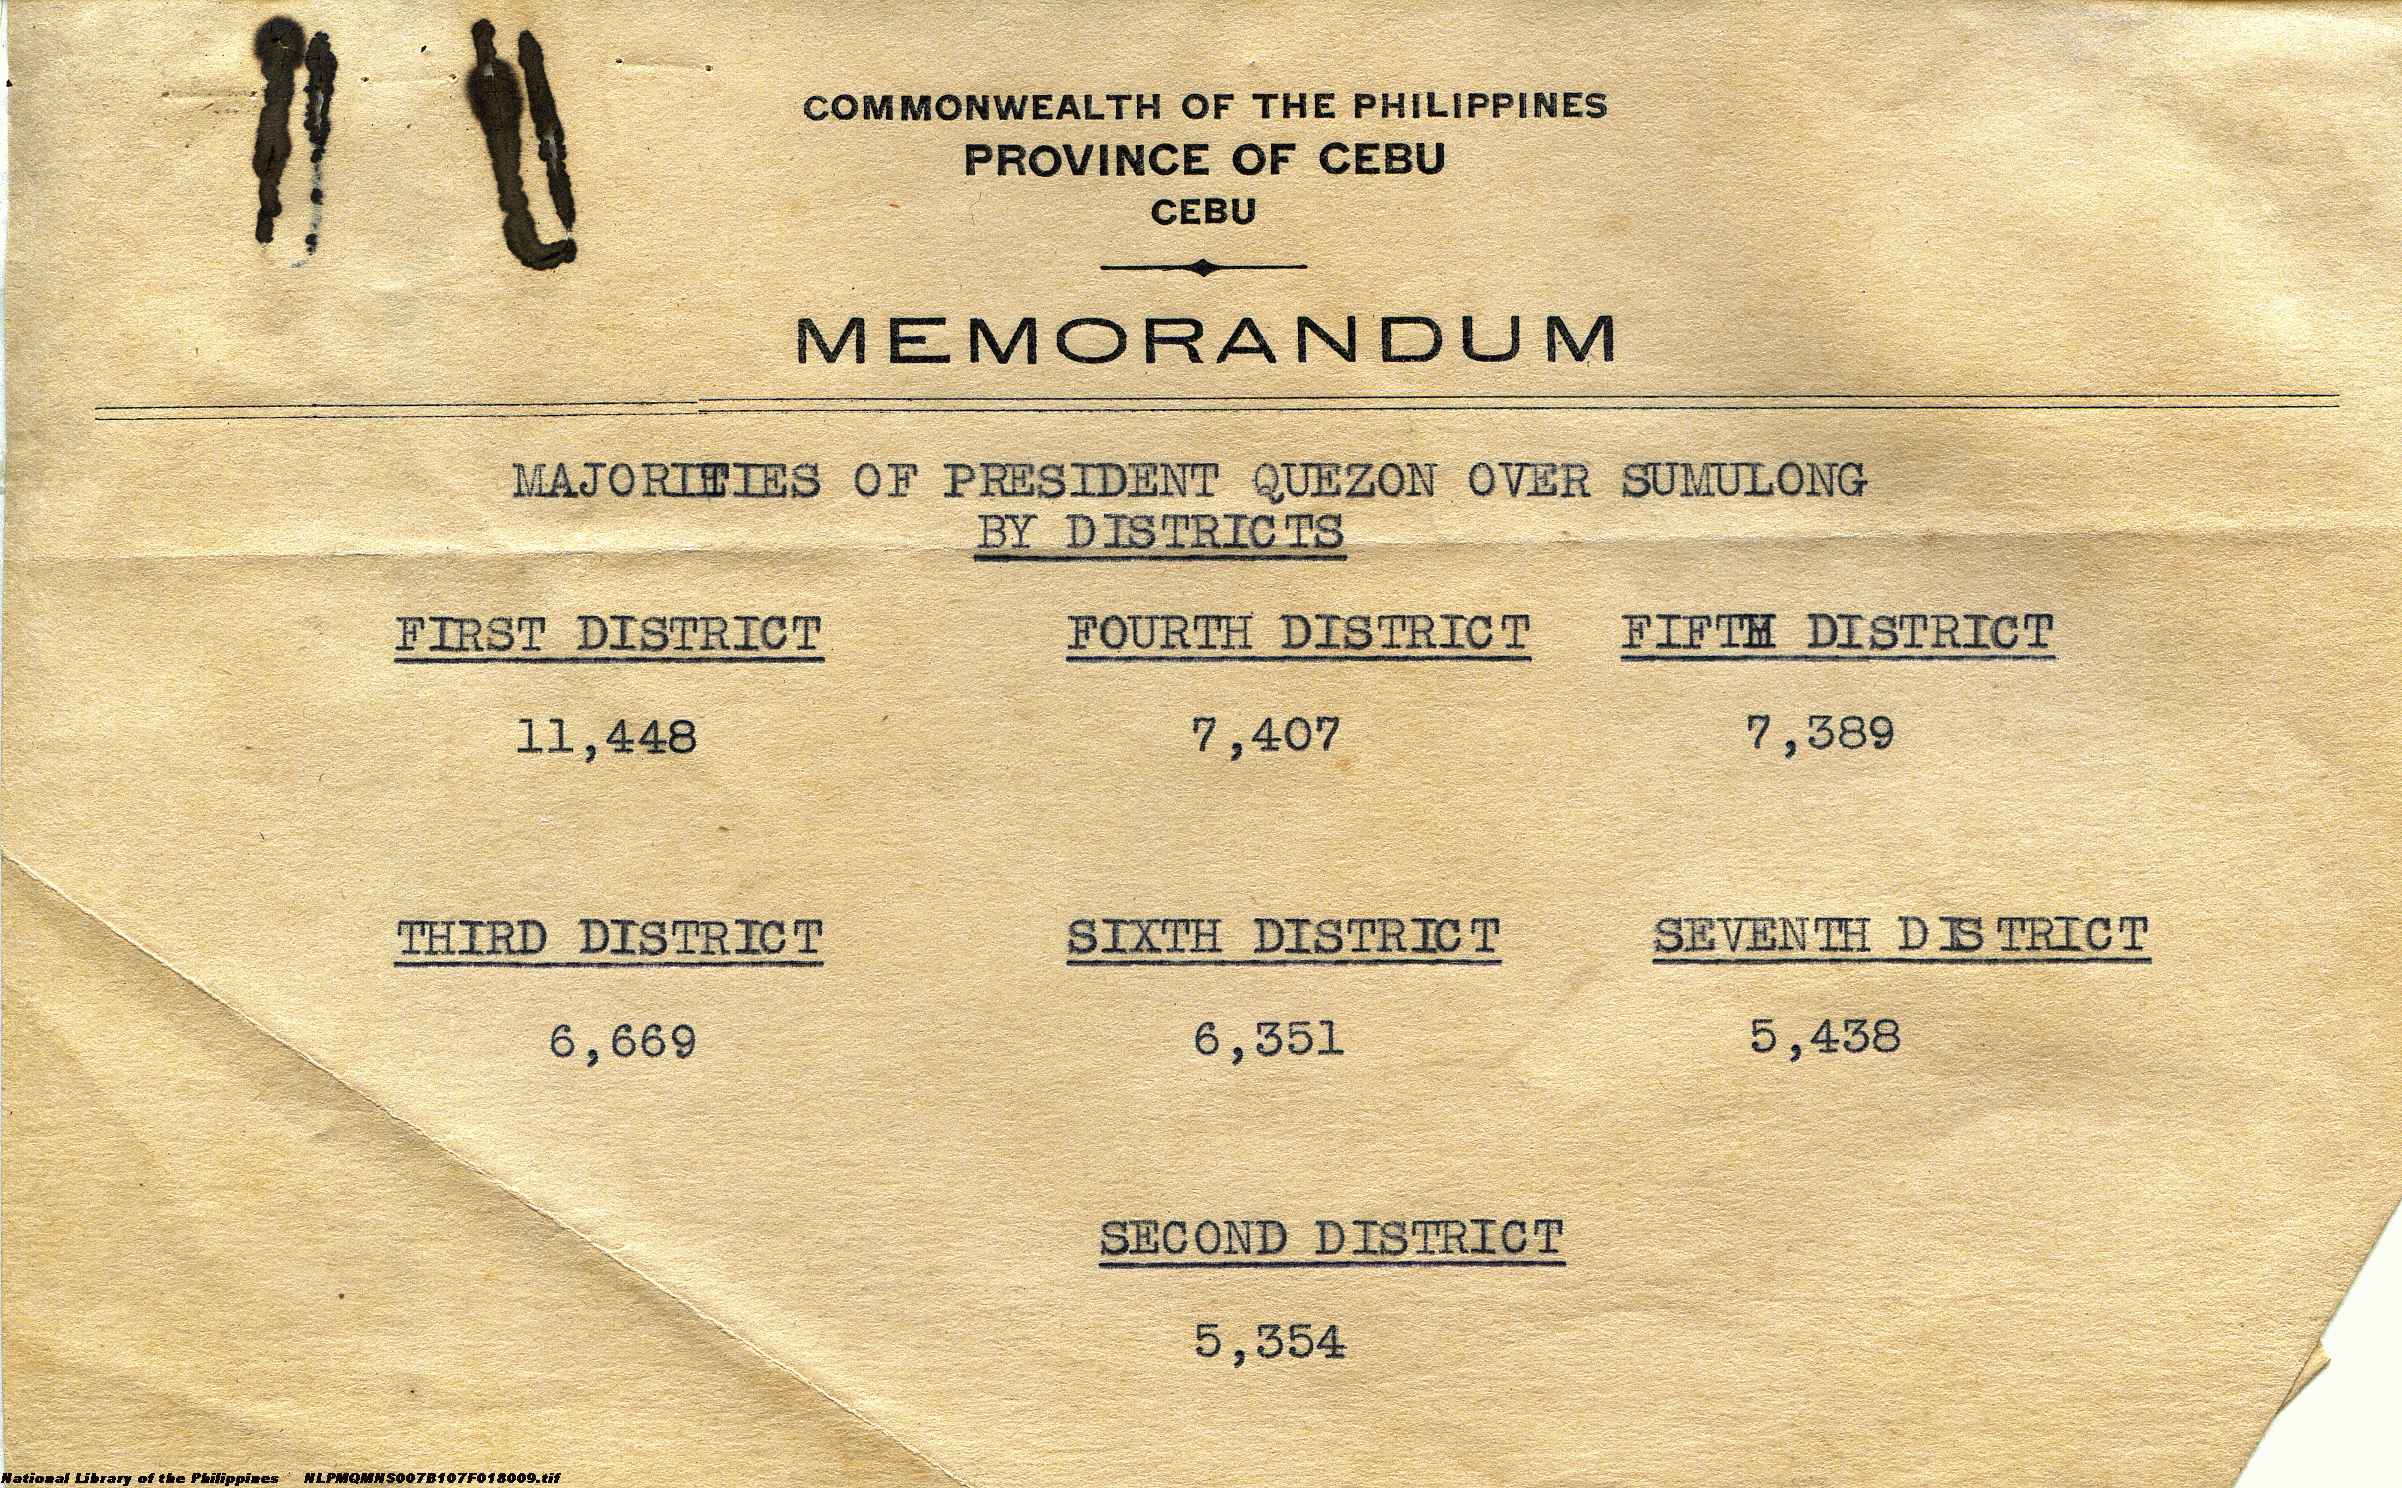 COMMONWEALTH OF THE PHILIPPINES
PROVINCE OF CEBU
CEBU
MEMORANDUM
MAJORITIES OF PRESIDENT QUEZON OVER SUMULONG
BY DISTRICTS
FIRST DISTRICT FOURTH DISTRICT FIFTH DISTRICT
11,448 7,407 7,389
THIRD DISTRICT SIXTH DISTRICT SEVENTH DISTRICT
6,669 6,351 5,438
SECOND DISTRICT
5,354
National Library of the Philippines NLPMQMNS007B107F018009.tif